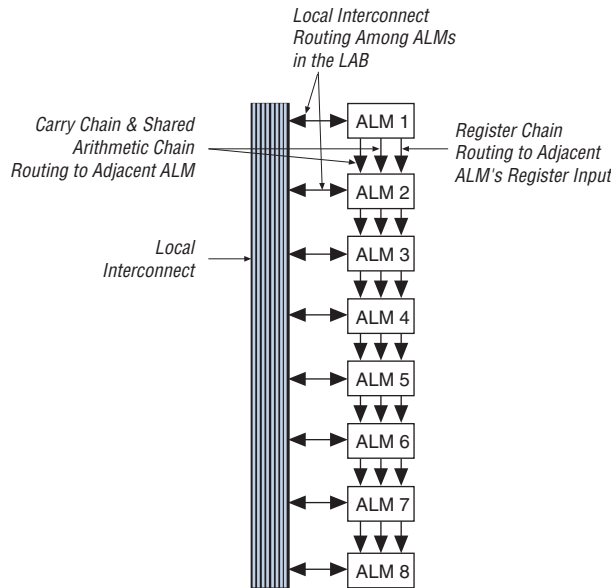 Local Interconnect
Routing Among ALMs
in the LAB
Carry Chain & Shared
Arithmetic Chain
Routing to Adjacent ALM
Register Chain
Routing to Adjacent
ALM's Register Input
Local
Interconnect
ALM 1
ALM 2
ALM 3
ALM 4
ALM 5
ALM 6
ALM 7
ALM 8